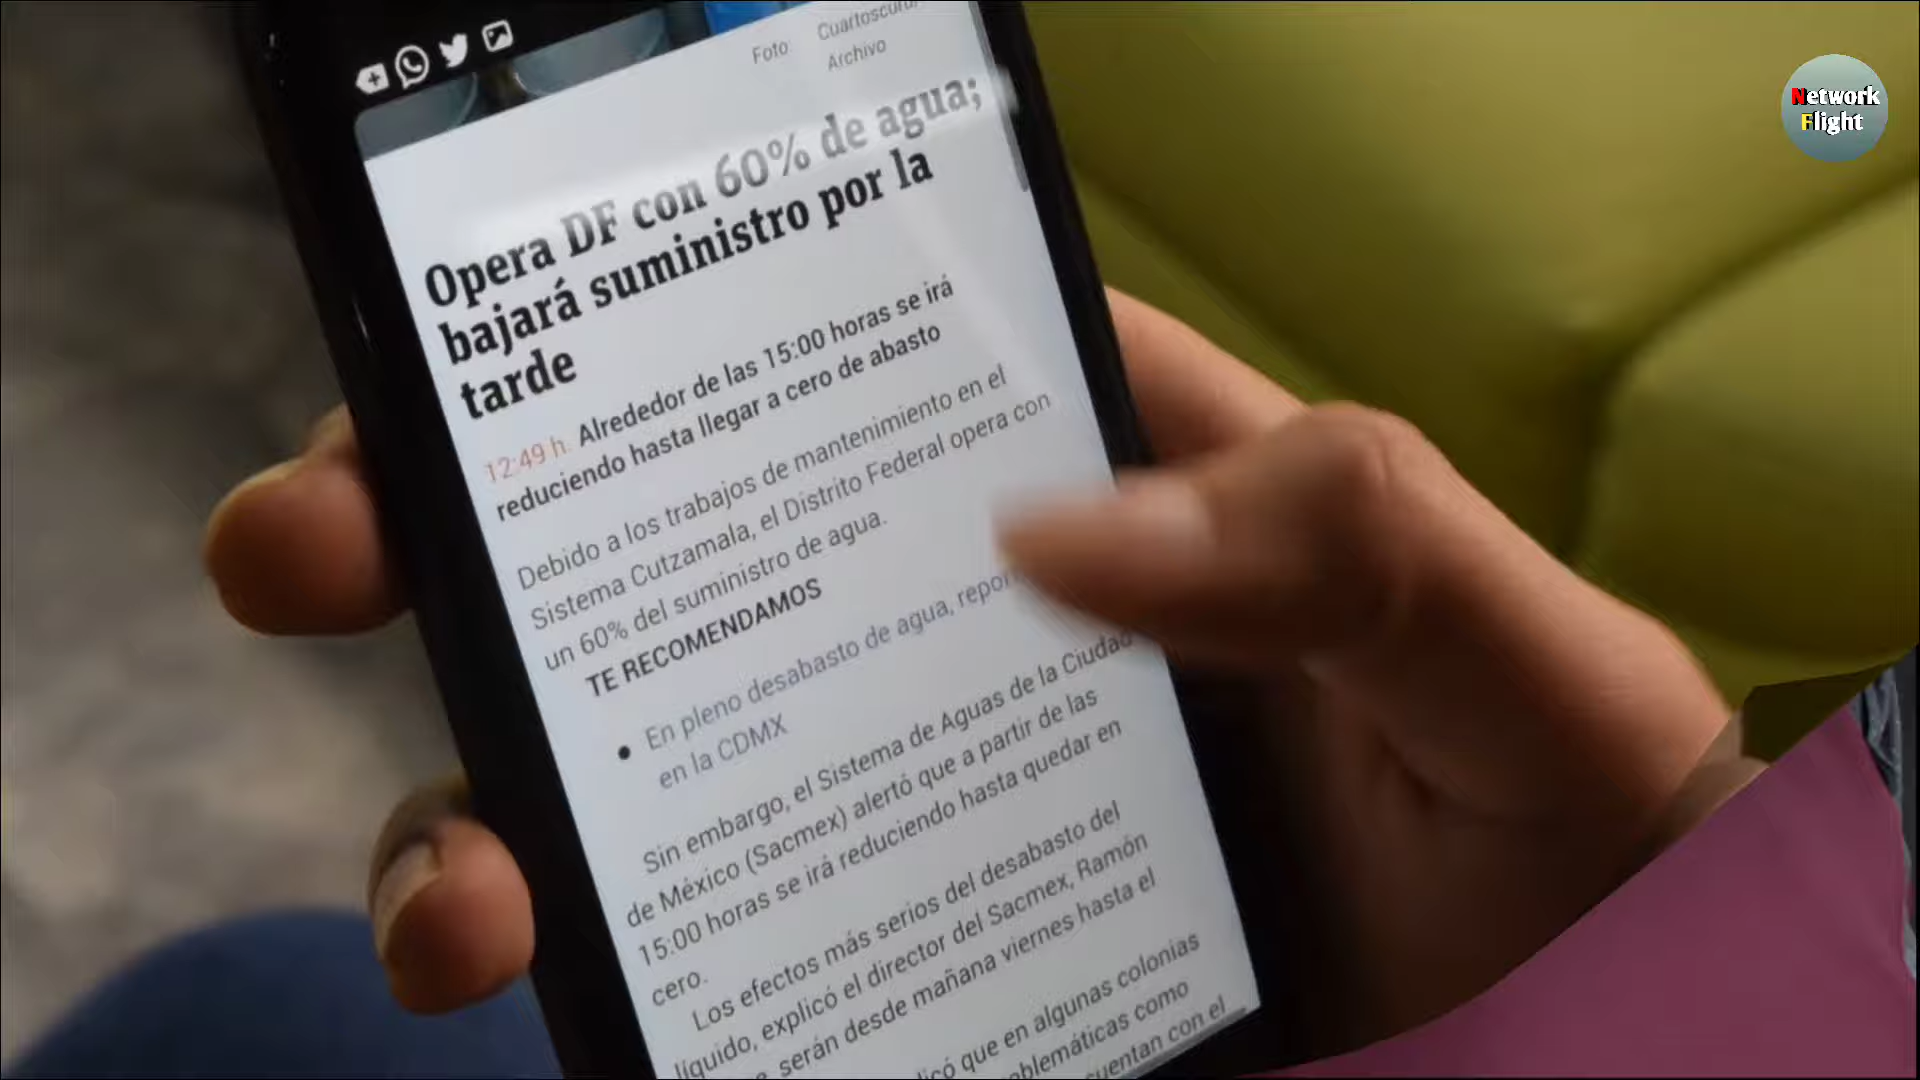 Foto: Cuartoscuro
Archivo
Network
Flight
Opera DF con 60% de agua;
bajará suministro por la
tarde
12:49 h. Alrededor de las 15:00 horas se irá
reduciendo hasta llegar a cero de abasto
Debido a los trabajos de mantenimiento en el
Sistema Cutzamala, el Distrito Federal opera con
un 60% del suministro de agua.
TE RECOMENDAMOS
En pleno desabasto de agua,
en la CDMX
Sin embargo, el Sistema de Aguas de la Ciudad
de México (Sacmex) alertó que a partir de las
15:00 horas se irá reduciendo hasta quedar en
cero.
Los efectos más serios del desabasto del
líquido, explicó el director del Sacmex, Ramón
serán desde mañana viernes hasta el
que en algunas colonias
como
con el